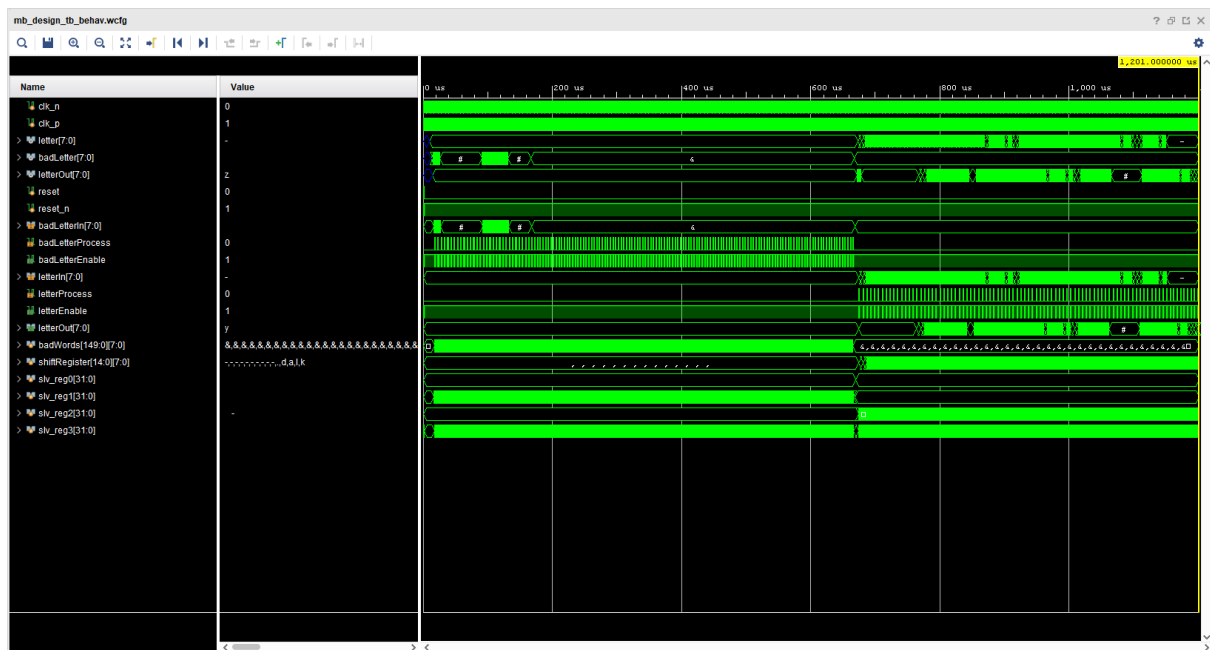 mb_design_tb_behav.wcfg
1,201.000000 us
Name Value 0 us 200 us 400 us 600 us 800 us 1,000 us
clk_n 0
clk_p 1
letter[7:0] - -
badLetter[7:0] # # &
letterOut[7:0] z #
reset 0
reset_n 1
badLetterIn[7:0] # # &
badLetterProcess 0
badLetterEnable 1
letterIn[7:0] - -
letterProcess 0
letterEnable 1
letterOut[7:0] y #
badWords[149:0][7:0] &,&,&,&,&,&,&,&,&,&,&,&,&,&,&,&,&,&,&,&,&,&,&,& &,&,&,&,&,&,&,&,&,&,&,&,&,&,&,&,&,&,&,&,&
shiftRegister[14:0][7:0] -,-,-,-,-,-,-,-,-,-,.,d,a,l,k , , , , , , , , , , , , , ,
slv_reg0[31:0]
slv_reg1[31:0]
slv_reg2[31:0] -
slv_reg3[31:0]